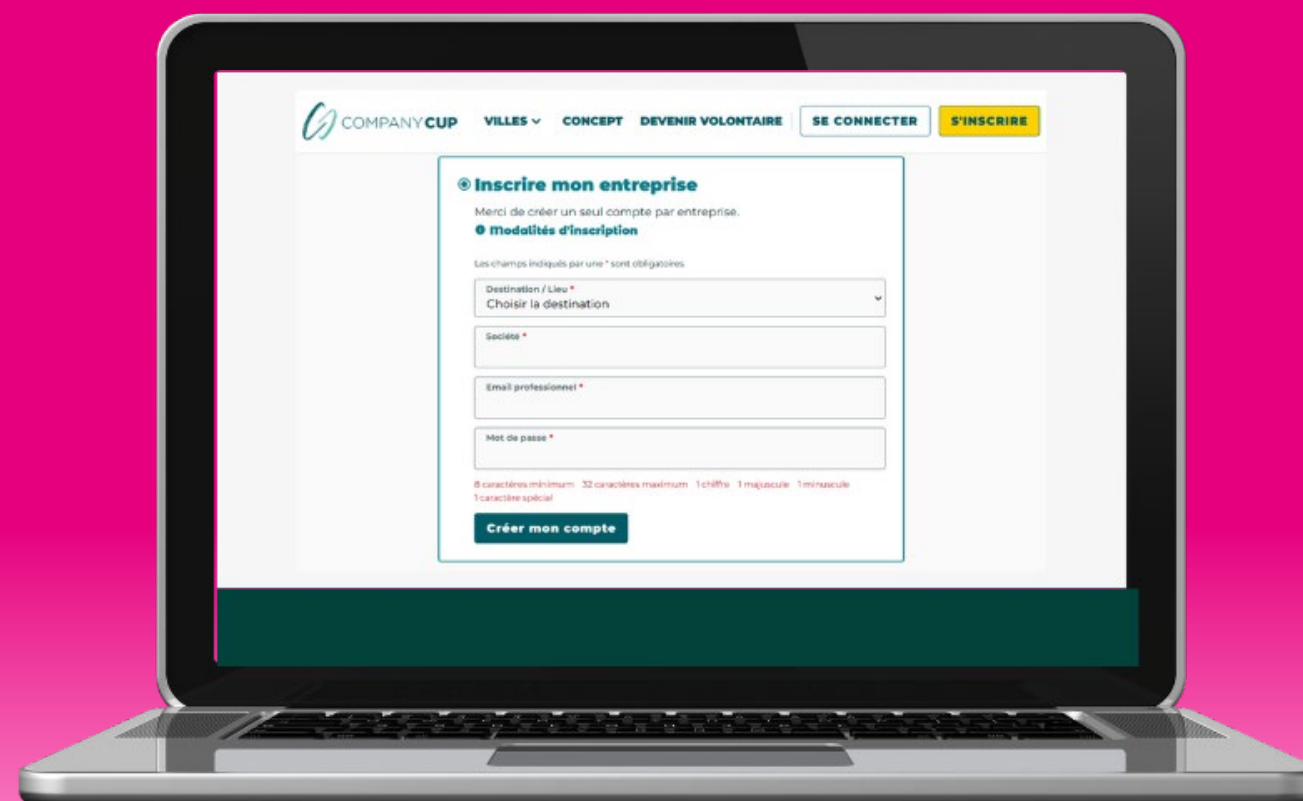 COMPANYCUP
VILLES
CONCEPT
DEVENIR VOLONTAIRE
SE CONNECTER
S'INSCRIRE
Inscrire mon entreprise
Merci de créer un seul compte par entreprise.
Modalités d'inscription
Les champs indiqués par une * sont obligatoires
Destination / Lieu *
Choisir la destination
Société *
Email professionnel *
Mot de passe *
8 caractères minimum 32 caractères maximum 1 chiffre 1 majuscule 1 minuscule
1 caractère spécial
Créer mon compte